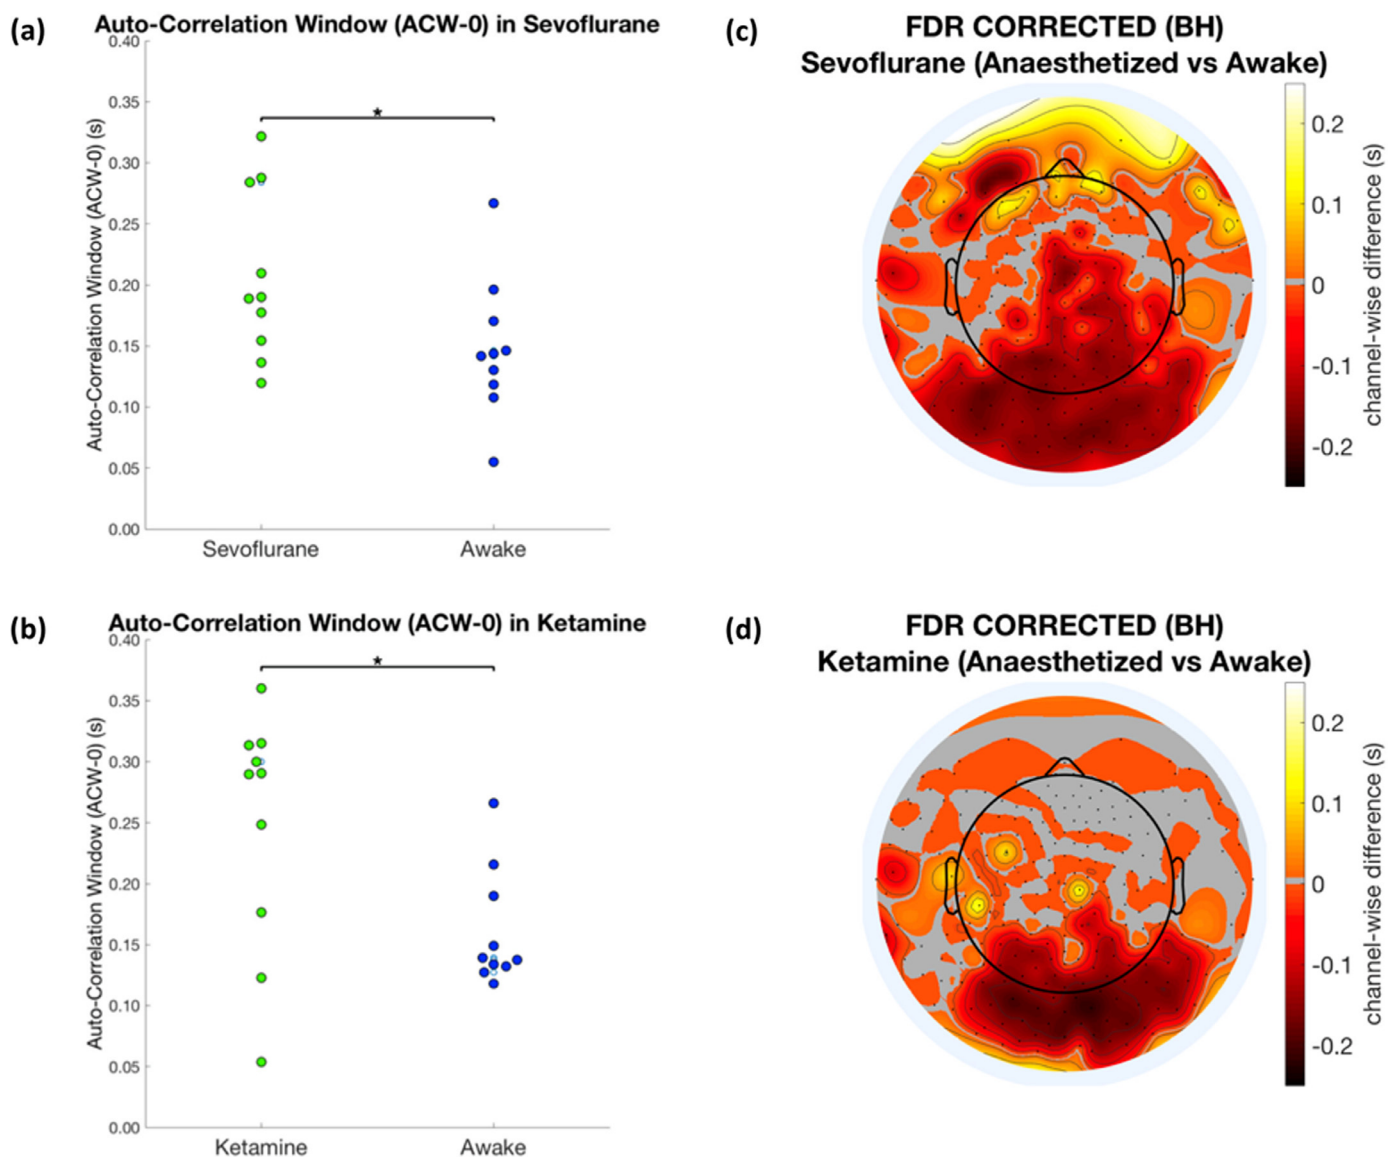 (a)
Auto-Correlation Window (ACW-0) in Sevoflurane
Auto-Correlation Window (ACW-0) (s)
0.40
0.35
0.30
0.25
0.20
0.15
0.10
0.05
0.00
*
Sevoflurane
Awake
(c)
FDR CORRECTED (BH)
Sevoflurane (Anaesthetized vs Awake)
0.2
0.1
0
-0.1
-0.2
channel-wise difference (s)
(b)
Auto-Correlation Window (ACW-0) in Ketamine
Auto-Correlation Window (ACW-0) (s)
0.40
0.35
0.30
0.25
0.20
0.15
0.10
0.05
0.00
*
Ketamine
Awake
(d)
FDR CORRECTED (BH)
Ketamine (Anaesthetized vs Awake)
0.2
0.1
0
-0.1
-0.2
channel-wise difference (s)